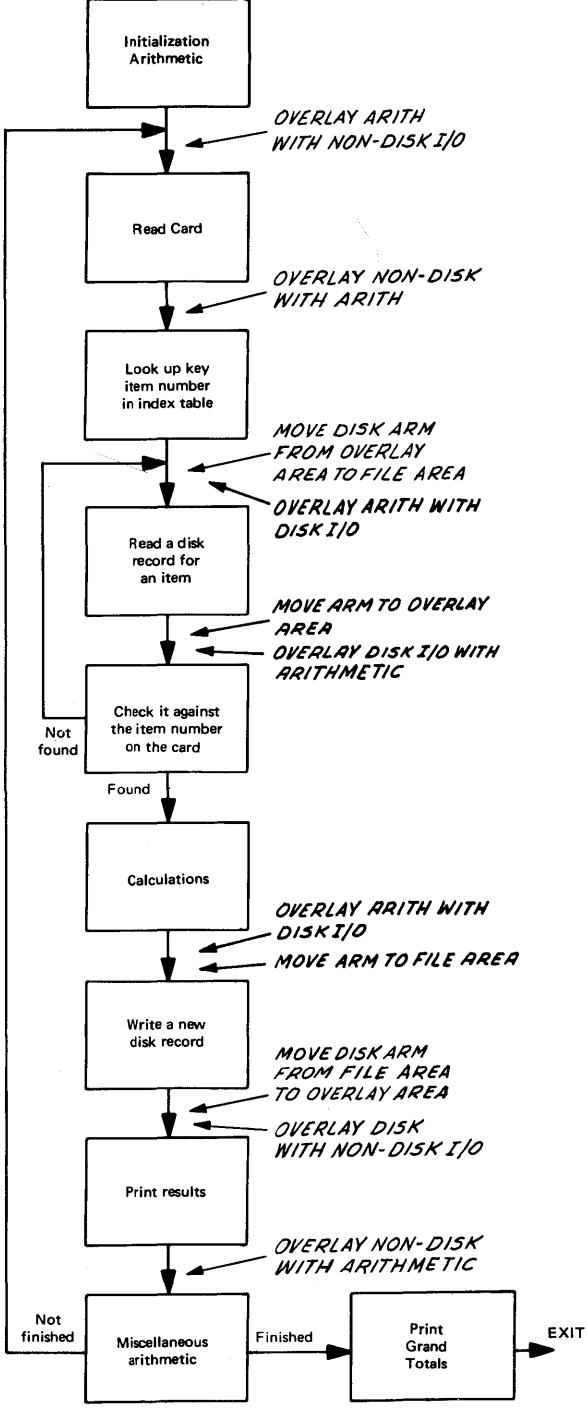 Initialization
Arithmetic
OVERLAY ARITH
WITH NON-DISK I/O
Read Card
OVERLAY NON-DISK
WITH ARITH
Look up key
item number
in index table
MOVE DISK ARM
FROM OVERLAY
AREA TO FILE AREA
OVERLAY ARITH WITH
DISK I/O
Read a disk
record for
an item
MOVE ARM TO OVERLAY
AREA
OVERLAY DISK I/O WITH
ARITHMETIC
Check it against
the item number
on the card
Not
found
Found
Calculations
OVERLAY ARITH WITH
DISK I/O
MOVE ARM TO FILE AREA
Write a new
disk record
MOVE DISK ARM
FROM FILE AREA
TO OVERLAY AREA
OVERLAY DISK
WITH NON-DISK I/O
Print results
OVERLAY NON-DISK
WITH ARITHMETIC
Not
finished
Miscellaneous
arithmetic
Finished
Print
Grand
Totals
EXIT